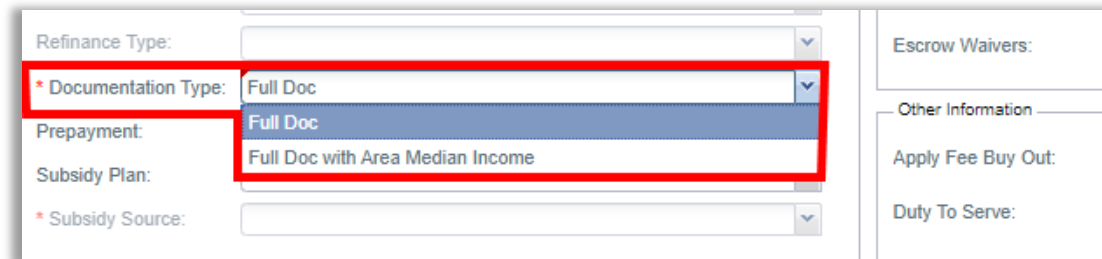 Refinance Type:
* Documentation Type: Full Doc
Full Doc
Full Doc with Area Median Income
Prepayment:
Subsidy Plan:
* Subsidy Source:
Escrow Waivers:
Other Information
Apply Fee Buy Out:
Duty To Serve: